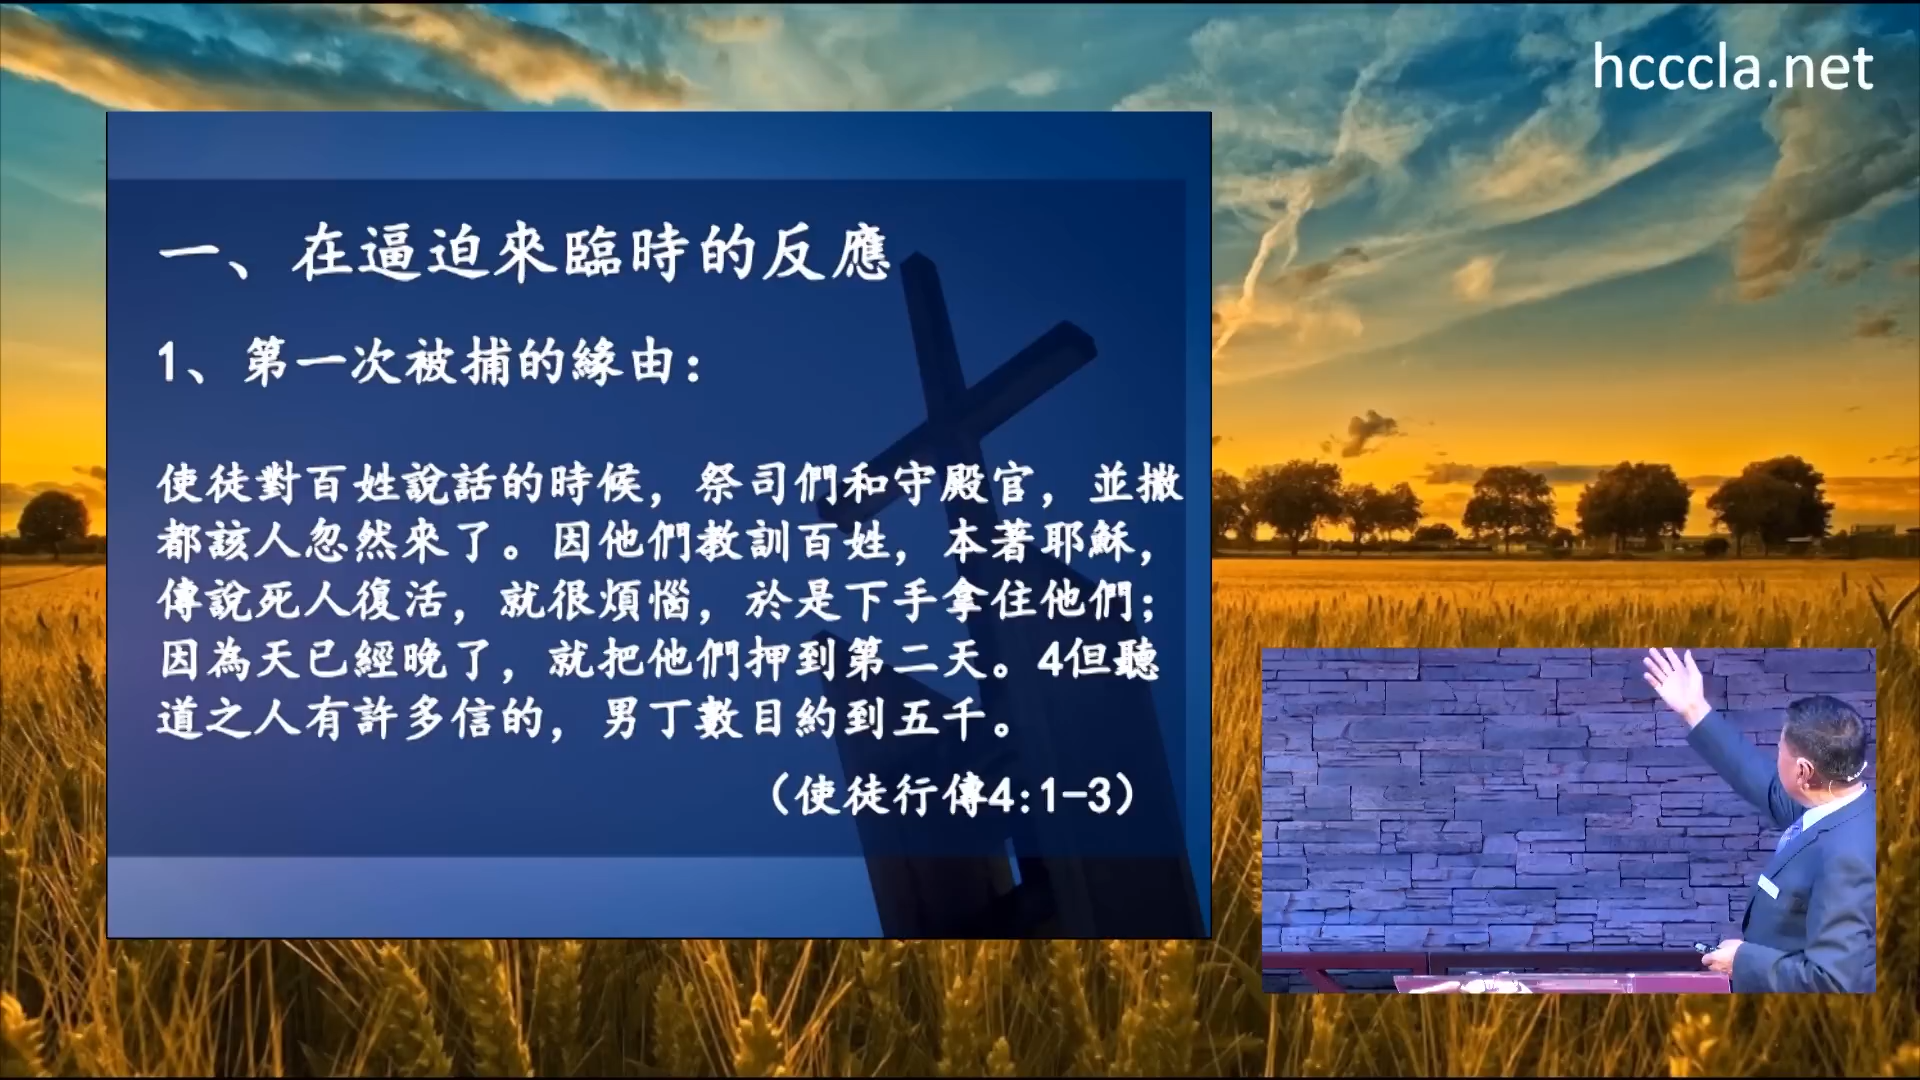 hcccla.net
一、在逼迫來臨時的反應
1、第一次被捕的緣由:
使徒對百姓說話的時候，祭司們和守殿官，並撒
都該人忽然來了。因他們教訓百姓，本著耶穌，
傳說死人復活，就很煩惱，於是下手拿住他們；
因為天已經晚了，就把他們押到第二天。4但聽
道之人有許多信的，男丁數目約到五千。
（使徒行傳4:1-3）